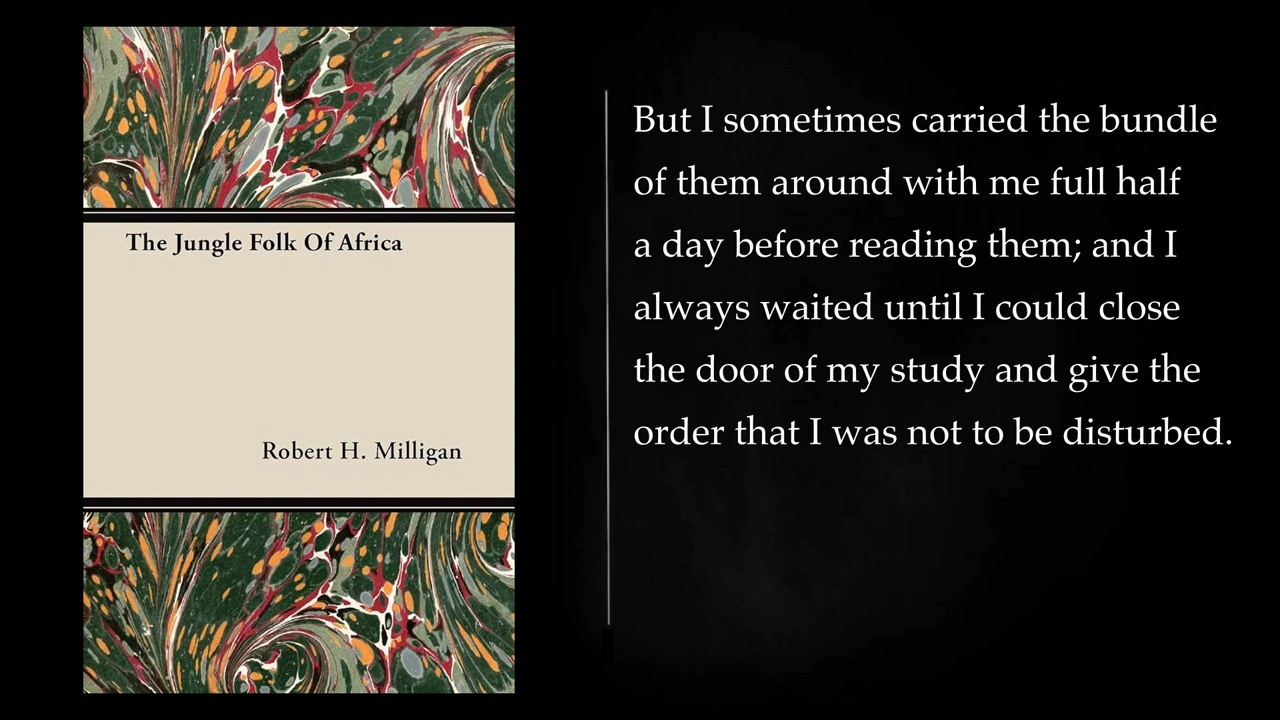 The Jungle Folk Of Africa
Robert H. Milligan
But I sometimes carried the bundle
of them around with me full half
a day before reading them; and I
always waited until I could close
the door of my study and give the
order that I was not to be disturbed.